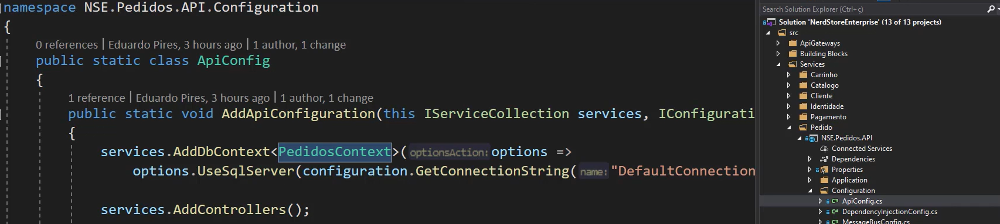 namespace NSE.Pedidos.API.Configuration
{
0 references | Eduardo Pires, 3 hours ago | 1 author, 1 change
public static class ApiConfig
{
1 reference | Eduardo Pires, 3 hours ago | 1 author, 1 change
public static void AddApiConfiguration(this IServiceCollection services, IConfigurati
{
services.AddDbContext<PedidosContext>(optionsAction: options =>
options.UseSqlServer(configuration.GetConnectionString(name: "DefaultConnection
services.AddControllers();
Search Solution Explorer (Ctrl+ç)
Solution 'NerdStoreEnterprise' (13 of 13 projects)
src
ApiGateways
Building Blocks
Services
Carrinho
Catalogo
Cliente
Identidade
Pagamento
Pedido
NSE.Pedidos.API
Connected Services
Dependencies
Properties
Application
Configuration
C# ApiConfig.cs
C# DependencyInjectionConfig.cs
C# MessageBusConfig.cs